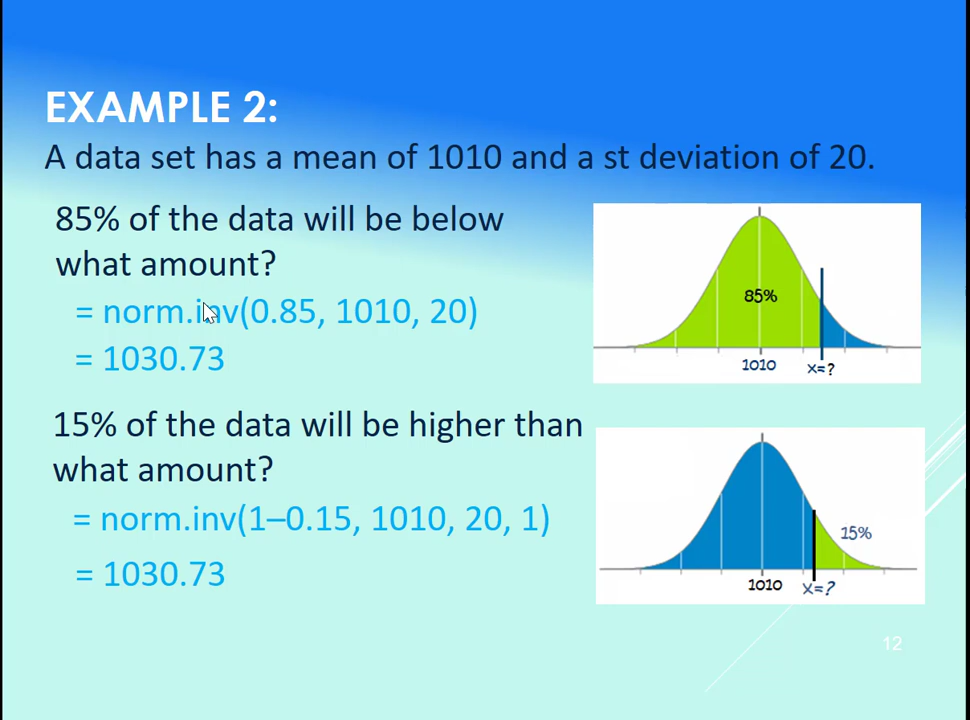 EXAMPLE 2:
A data set has a mean of 1010 and a st deviation of 20.
85% of the data will be below
what amount?
= norm.inv(0.85, 1010, 20)
= 1030.73
85%
1010
x=?
15% of the data will be higher than
what amount?
= norm.inv(1–0.15, 1010, 20, 1)
= 1030.73
15%
1010
x=?
12